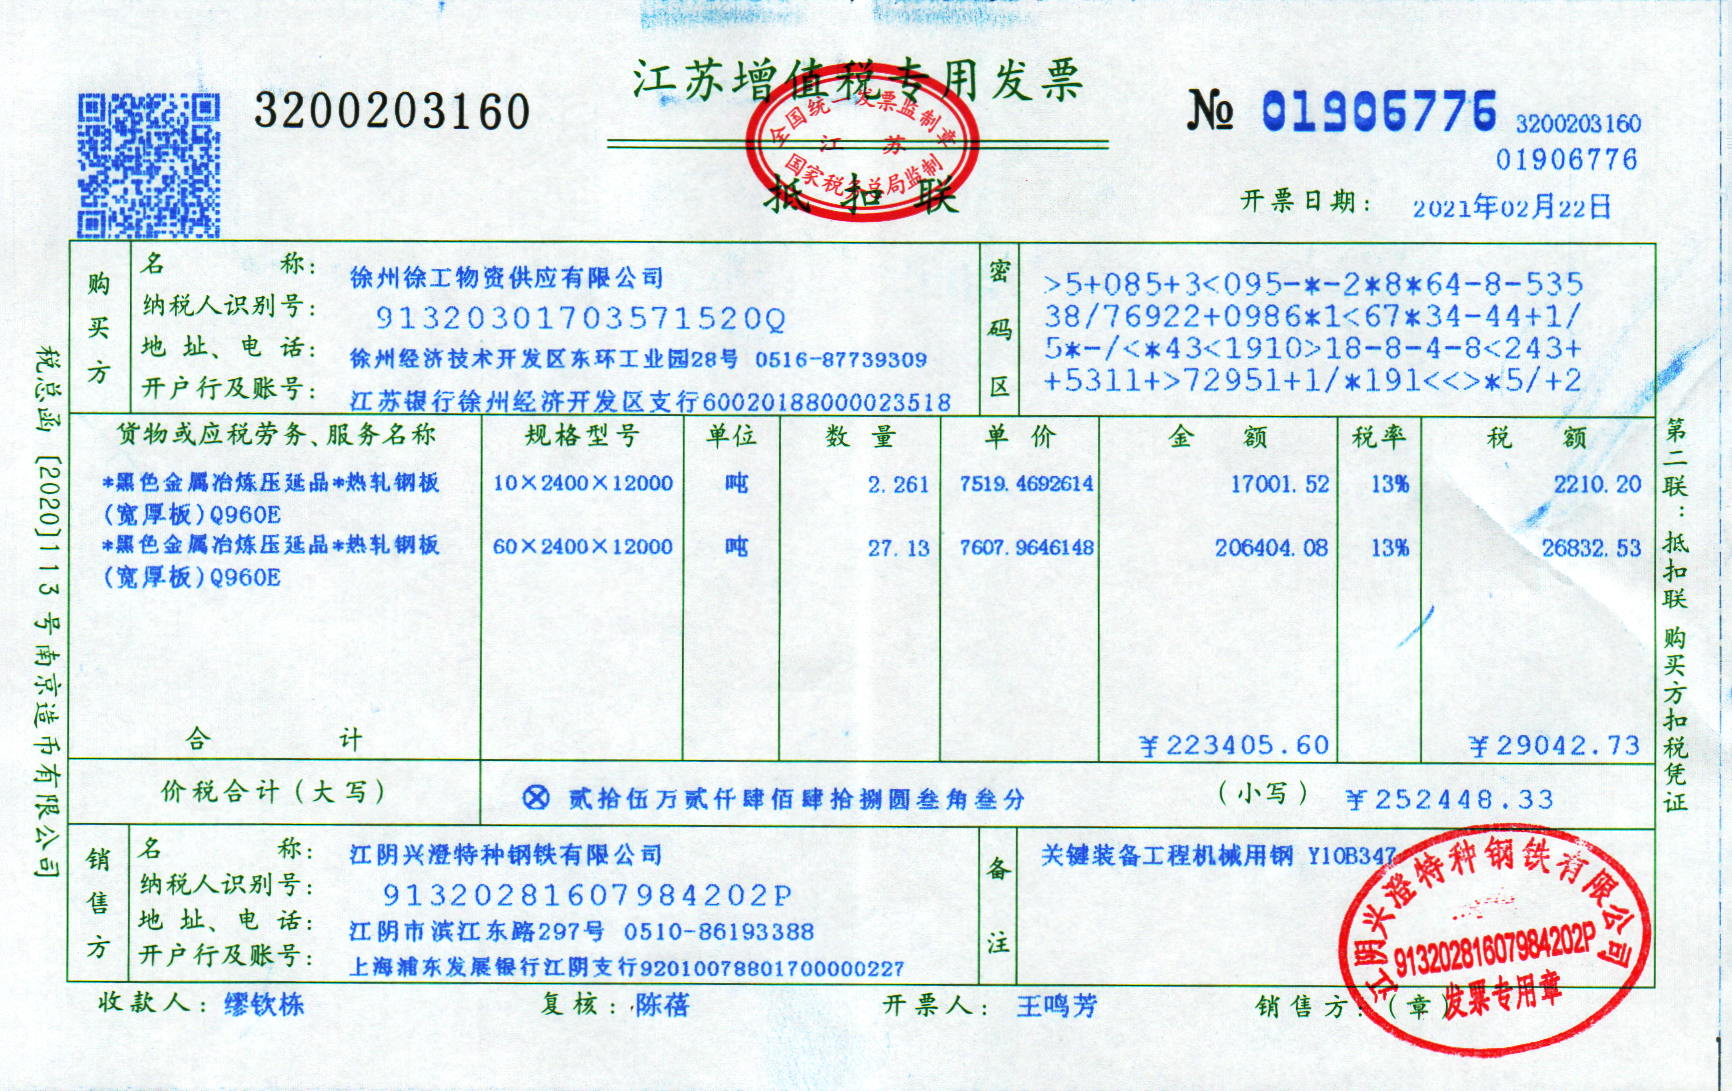 江苏增值税专用发票
3200203160
№ 01906776
3200203160
01906776
全国统一发票监制章
江 苏
国家税务总局监制
抵扣联
开票日期: 2021年02月22日
税总函〔2020〕113号南京造币有限公司
购买方
名 称: 徐州徐工物资供应有限公司
纳税人识别号: 91320301703571520Q
地 址、电 话: 徐州经济技术开发区东环工业园28号 0516-87739309
开户行及账号: 江苏银行徐州经济开发区支行60020188000023518
密码区
>5+085+3<095-*-2*8*64-8-535
38/76922+0986*1<67*34-44+1/
5*-/<*43<1910>18-8-4-8<243+
+5311+>72951+1/*191<<>*5/+2
货物或应税劳务、服务名称 规格型号 单位 数 量 单 价 金 额 税率 税 额
*黑色金属冶炼压延品*热轧钢板 10×2400×12000 吨 2.261 7519.4692614 17001.52 13% 2210.20
(宽厚板)Q960E
*黑色金属冶炼压延品*热轧钢板 60×2400×12000 吨 27.13 7607.9646148 206404.08 13% 26832.53
(宽厚板)Q960E
合 计 ¥223405.60 ¥29042.73
价税合计(大写) ⊗ 贰拾伍万贰仟肆佰肆拾捌圆叁角叁分 (小写) ¥252448.33
销售方
名 称: 江阴兴澄特种钢铁有限公司
纳税人识别号: 91320281607984202P
地 址、电 话: 江阴市滨江东路297号 0510-86193388
开户行及账号: 上海浦东发展银行江阴支行92010078801700000227
备注
关键装备工程机械用钢 Y10B347
江阴兴澄特种钢铁有限公司
91320281607984202P
发票专用章
收款人: 缪钦栋 复核: 陈蓓 开票人: 王鸣芳 销售方:(章)
第二联:抵扣联 购买方扣税凭证